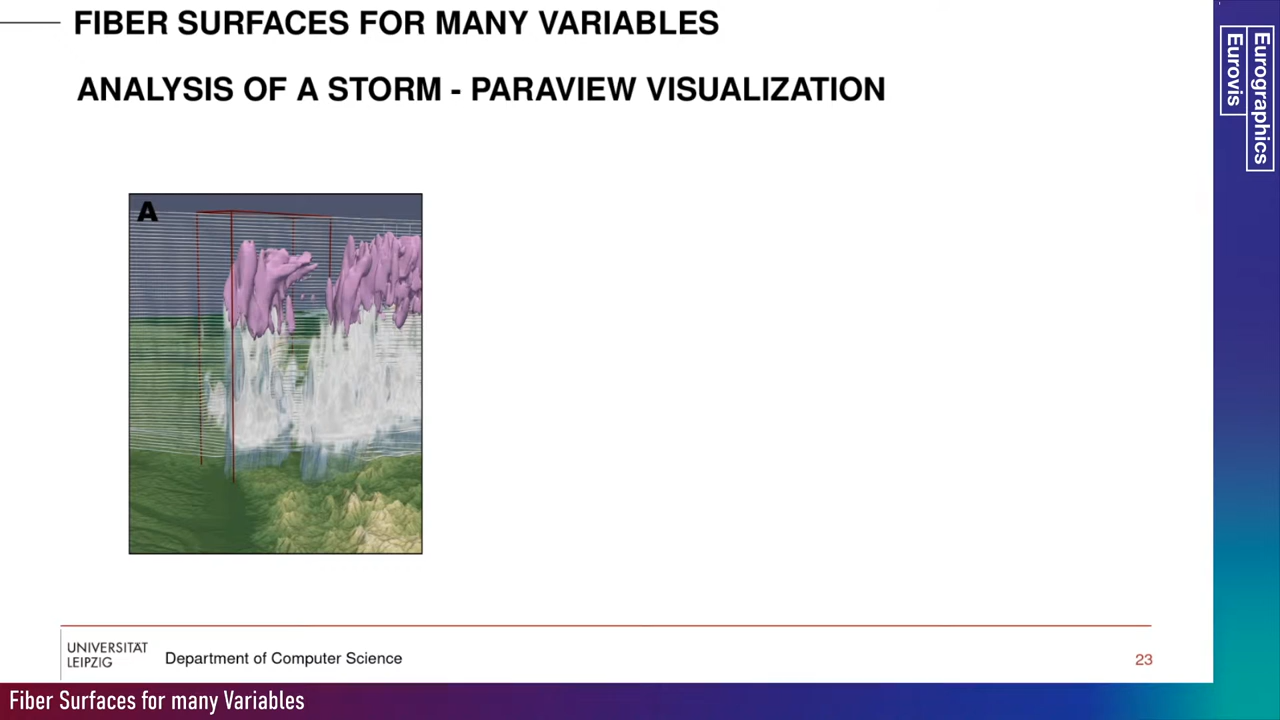 FIBER SURFACES FOR MANY VARIABLES
ANALYSIS OF A STORM - PARAVIEW VISUALIZATION
Eurographics
Eurovis
A
UNIVERSITÄT
LEIPZIG
Department of Computer Science
23
Fiber Surfaces for many Variables